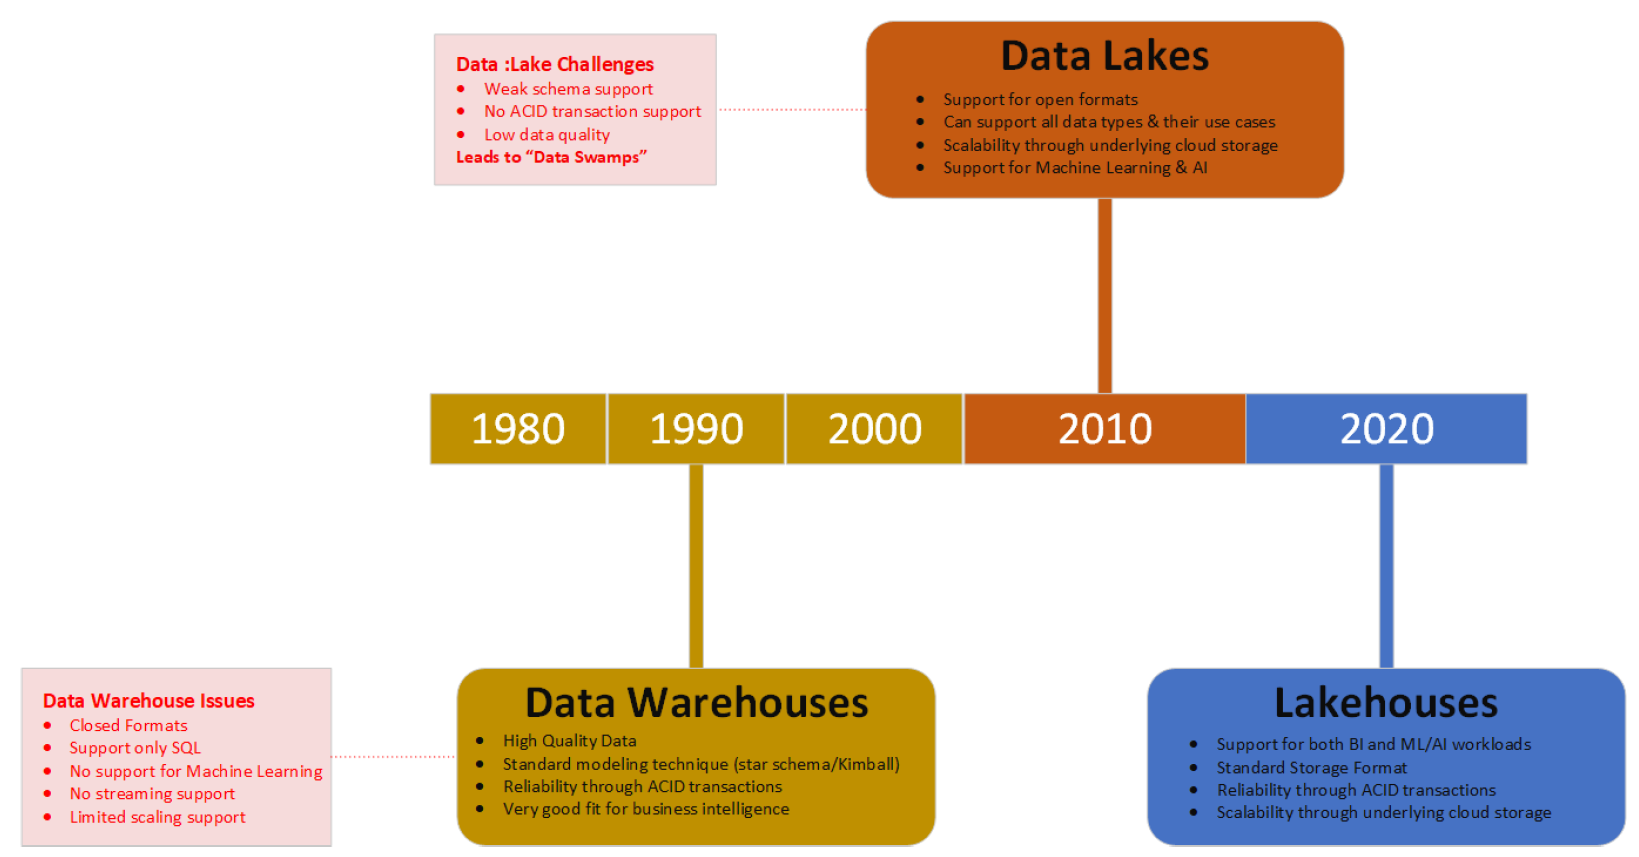 Data :Lake Challenges
• Weak schema support
• No ACID transaction support
• Low data quality
Leads to “Data Swamps”
Data Lakes
• Support for open formats
• Can support all data types & their use cases
• Scalability through underlying cloud storage
• Support for Machine Learning & AI
1980
1990
2000
2010
2020
Data Warehouse Issues
• Closed Formats
• Support only SQL
• No support for Machine Learning
• No streaming support
• Limited scaling support
Data Warehouses
• High Quality Data
• Standard modeling technique (star schema/Kimball)
• Reliability through ACID transactions
• Very good fit for business intelligence
Lakehouses
• Support for both BI and ML/AI workloads
• Standard Storage Format
• Reliability through ACID transactions
• Scalability through underlying cloud storage